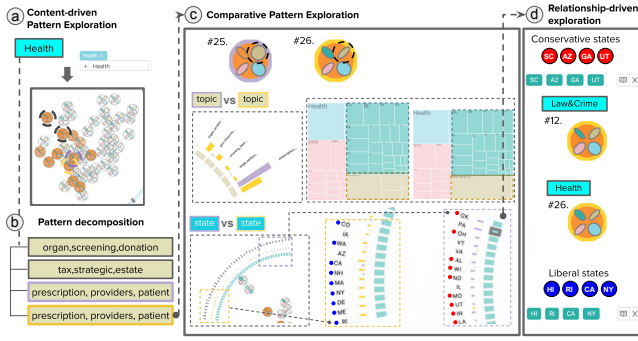 a
Content-driven
Pattern Exploration
Health
Health
+ Health
b
Pattern decomposition
organ,screening,donation
tax,strategic,estate
prescription, providers, patient
prescription, providers, patient
c
Comparative Pattern Exploration
#25.
#26.
topic vs topic
Health
Health
state vs state
CO
IA
WA
AZ
CA
NH
MA
NY
DE
ME
RI
OK
PA
OH
VT
VA
AL
WI
ND
IL
MO
UT
LA
d
Relationship-driven
exploration
Conservative states
SC AZ GA UT
SC AZ GA UT X
Law&Crime
#12.
Health
#26.
Liberal states
HI RI CA NY
HI RI CA NY X